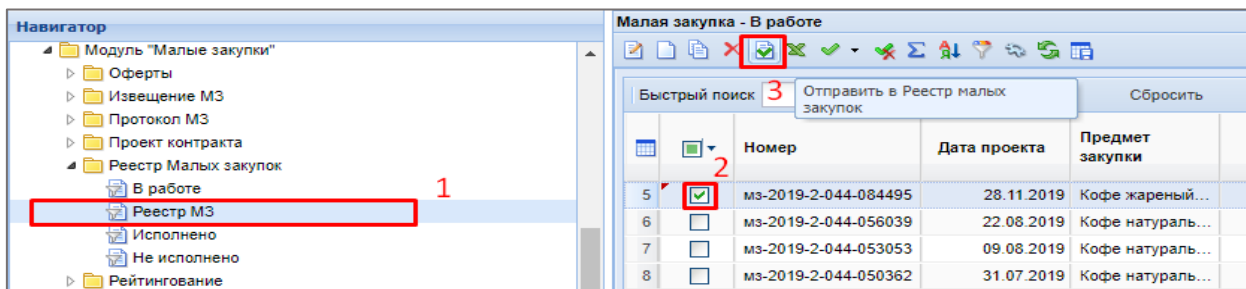 Навигатор
Модуль "Малые закупки"
Оферты
Извещение МЗ
Протокол МЗ
Проект контракта
Реестр Малых закупок
В работе
1
Реестр МЗ
Исполнено
Не исполнено
Рейтингование
Малая закупка - В работе
Быстрый поиск
3
Отправить в Реестр малых
закупок
Сбросить
Номер Дата проекта Предмет
закупки
2
5 мз-2019-2-044-084495 28.11.2019 Кофе жареный...
6 мз-2019-2-044-056039 22.08.2019 Кофе натураль...
7 мз-2019-2-044-053053 09.08.2019 Кофе натураль...
8 мз-2019-2-044-050362 31.07.2019 Кофе натураль...